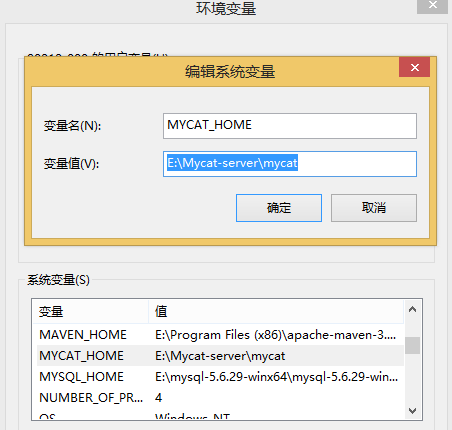 环境变量
编辑系统变量
变量名(N):
MYCAT_HOME
变量值(V):
E:\Mycat-server\mycat
确定
取消
系统变量(S)
变量
值
MAVEN_HOME
E:\Program Files (x86)\apache-maven-3....
MYCAT_HOME
E:\Mycat-server\mycat
MYSQL_HOME
E:\mysql-5.6.29-winx64\mysql-5.6.29-win...
NUMBER_OF_PR...
4
OS
Windows_NT